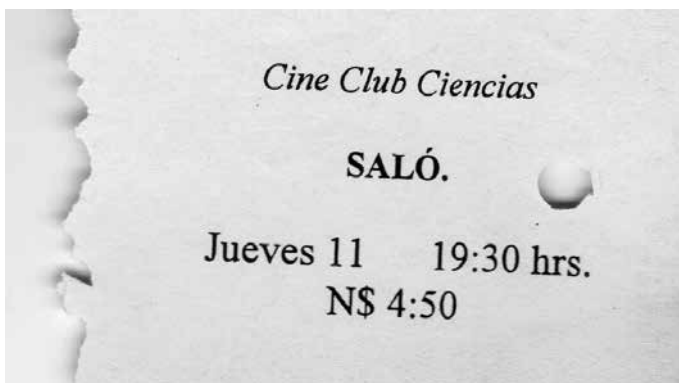 Cine Club Ciencias
SALÓ.
Jueves 11 19:30 hrs.
N$ 4:50